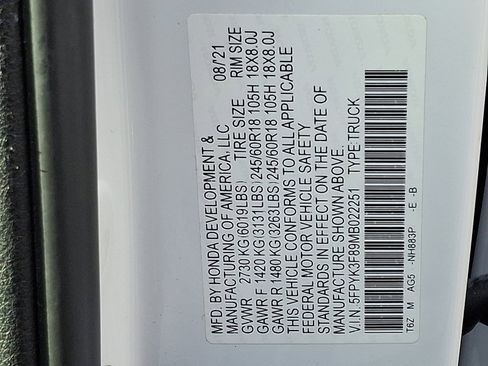 MFD. BY HONDA DEVELOPMENT & 08/21
MANUFACTURING OF AMERICA, LLC
GVWR 2730 KG(6019LBS) TIRE SIZE RIM SIZE
GAWR F 1420 KG(3131LBS)245/60R18 105H 18X8.0J
GAWR R 1480 KG(3263LBS)245/60R18 105H 18X8.0J
THIS VEHICLE CONFORMS TO ALL APPLICABLE
FEDERAL MOTOR VEHICLE SAFETY
STANDARDS IN EFFECT ON THE DATE OF
MANUFACTURE SHOWN ABOVE.
V.I.N. 5FPYK3F89MB022251 TYPE:TRUCK
T6Z M AG5 -NH883P -E -B